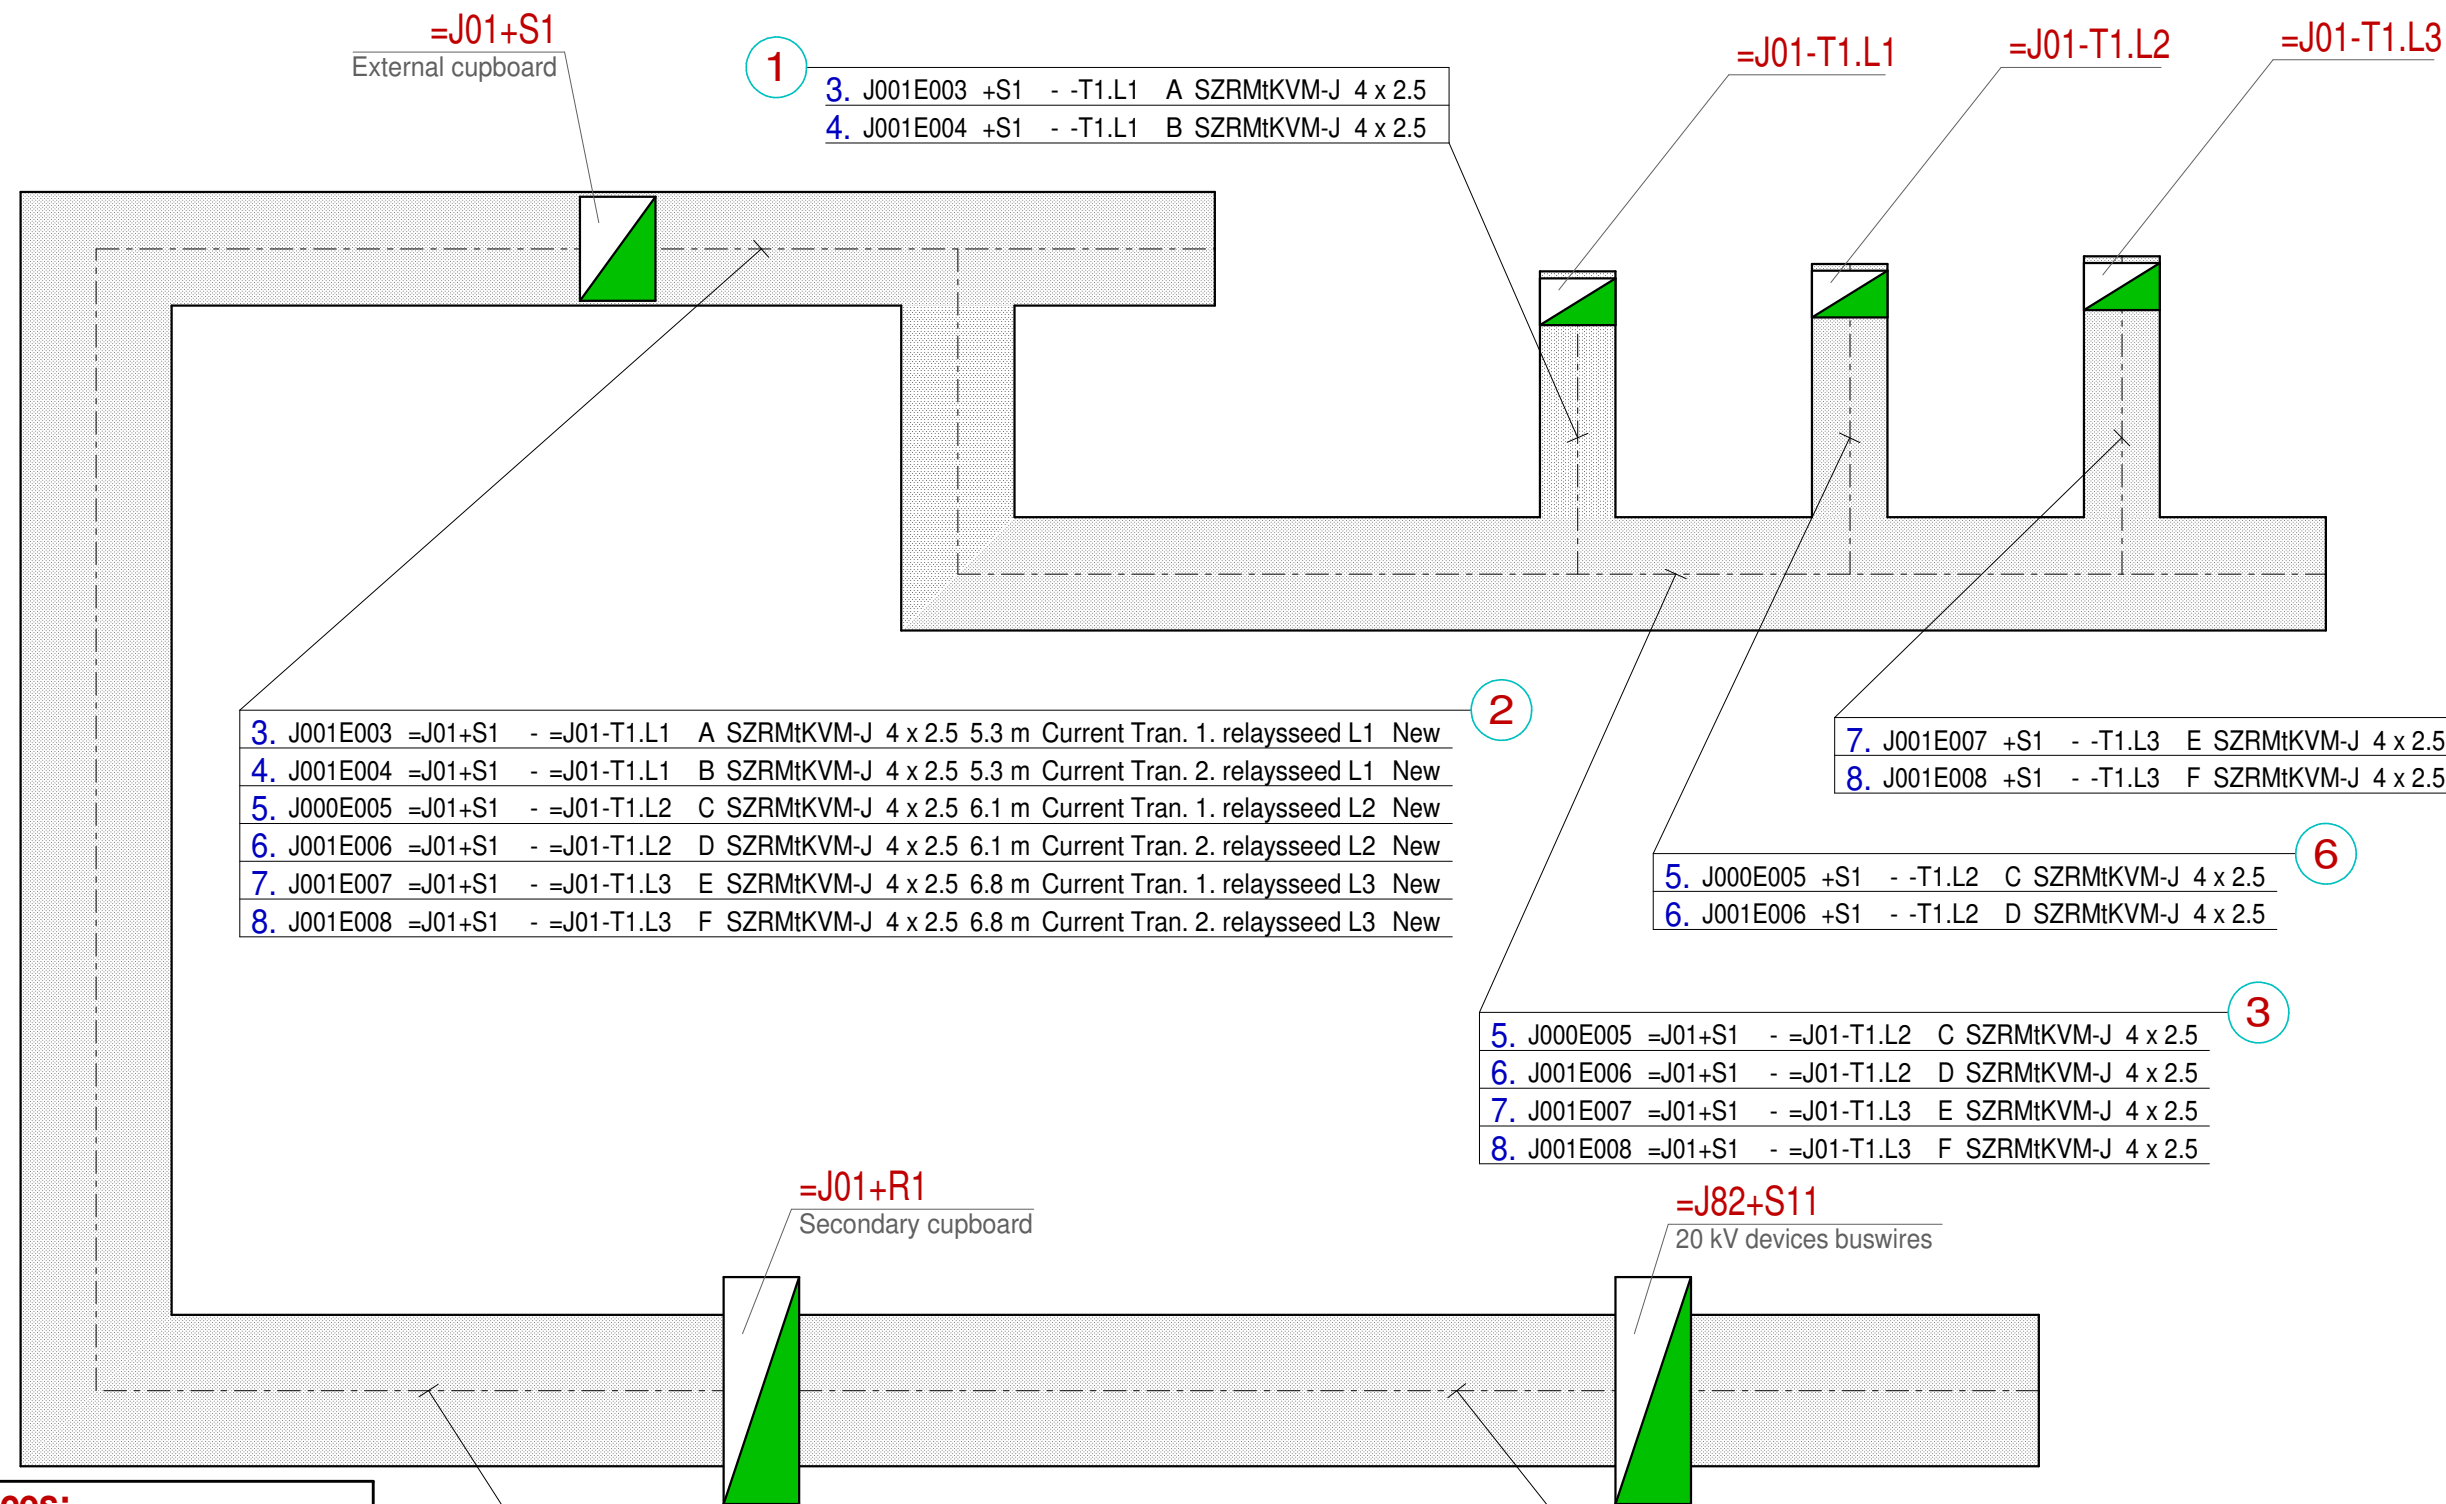 =J01+S1
External cupboard
1
3. J001E003 +S1 - -T1.L1 A SZRMtKVM-J 4 x 2.5
4. J001E004 +S1 - -T1.L1 B SZRMtKVM-J 4 x 2.5
=J01-T1.L1
=J01-T1.L2
=J01-T1.L3
2
3. J001E003 =J01+S1 - =J01-T1.L1 A SZRMtKVM-J 4 x 2.5 5.3 m Current Tran. 1. relaysseed L1 New
4. J001E004 =J01+S1 - =J01-T1.L1 B SZRMtKVM-J 4 x 2.5 5.3 m Current Tran. 2. relaysseed L1 New
5. J000E005 =J01+S1 - =J01-T1.L2 C SZRMtKVM-J 4 x 2.5 6.1 m Current Tran. 1. relaysseed L2 New
6. J001E006 =J01+S1 - =J01-T1.L2 D SZRMtKVM-J 4 x 2.5 6.1 m Current Tran. 2. relaysseed L2 New
7. J001E007 =J01+S1 - =J01-T1.L3 E SZRMtKVM-J 4 x 2.5 6.8 m Current Tran. 1. relaysseed L3 New
8. J001E008 =J01+S1 - =J01-T1.L3 F SZRMtKVM-J 4 x 2.5 6.8 m Current Tran. 2. relaysseed L3 New
7. J001E007 +S1 - -T1.L3 E SZRMtKVM-J 4 x 2.5
8. J001E008 +S1 - -T1.L3 F SZRMtKVM-J 4 x 2.5
6
5. J000E005 +S1 - -T1.L2 C SZRMtKVM-J 4 x 2.5
6. J001E006 +S1 - -T1.L2 D SZRMtKVM-J 4 x 2.5
3
5. J000E005 =J01+S1 - =J01-T1.L2 C SZRMtKVM-J 4 x 2.5
6. J001E006 =J01+S1 - =J01-T1.L2 D SZRMtKVM-J 4 x 2.5
7. J001E007 =J01+S1 - =J01-T1.L3 E SZRMtKVM-J 4 x 2.5
8. J001E008 =J01+S1 - =J01-T1.L3 F SZRMtKVM-J 4 x 2.5
=J01+R1
Secondary cupboard
=J82+S11
20 kV devices buswires